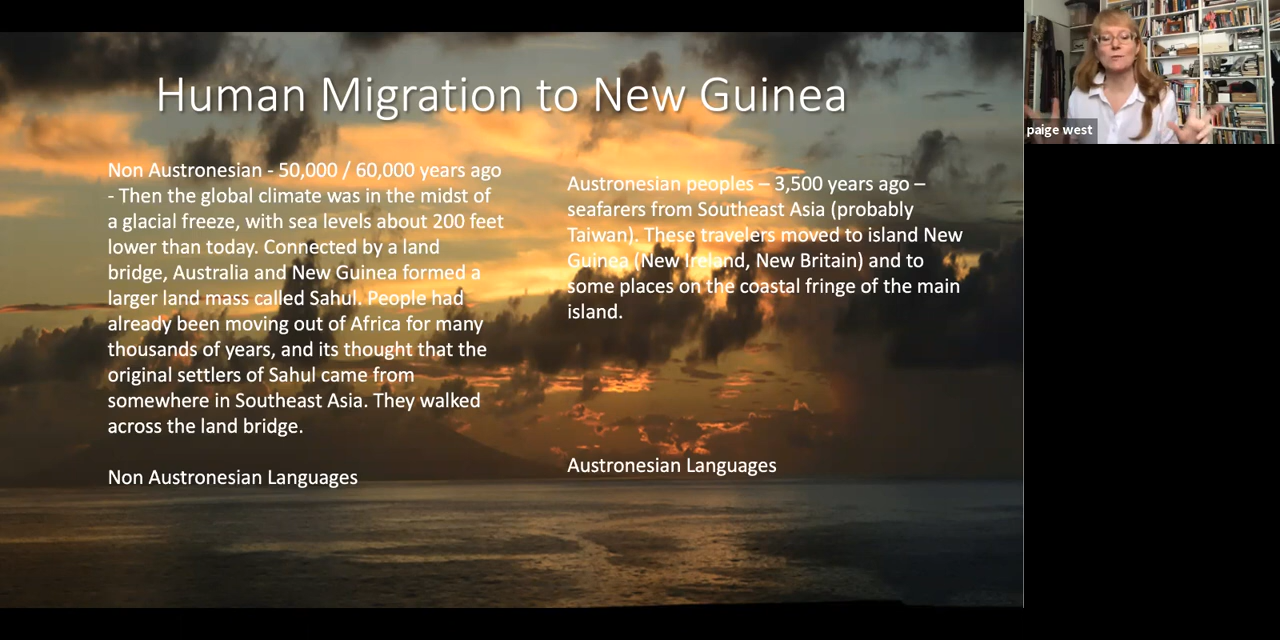 Human Migration to New Guinea
Non Austronesian - 50,000 / 60,000 years ago
- Then the global climate was in the midst of
a glacial freeze, with sea levels about 200 feet
lower than today. Connected by a land
bridge, Australia and New Guinea formed a
larger land mass called Sahul. People had
already been moving out of Africa for many
thousands of years, and its thought that the
original settlers of Sahul came from
somewhere in Southeast Asia. They walked
across the land bridge.
Non Austronesian Languages
Austronesian peoples – 3,500 years ago –
seafarers from Southeast Asia (probably
Taiwan). These travelers moved to island New
Guinea (New Ireland, New Britain) and to
some places on the coastal fringe of the main
island.
Austronesian Languages
paige west